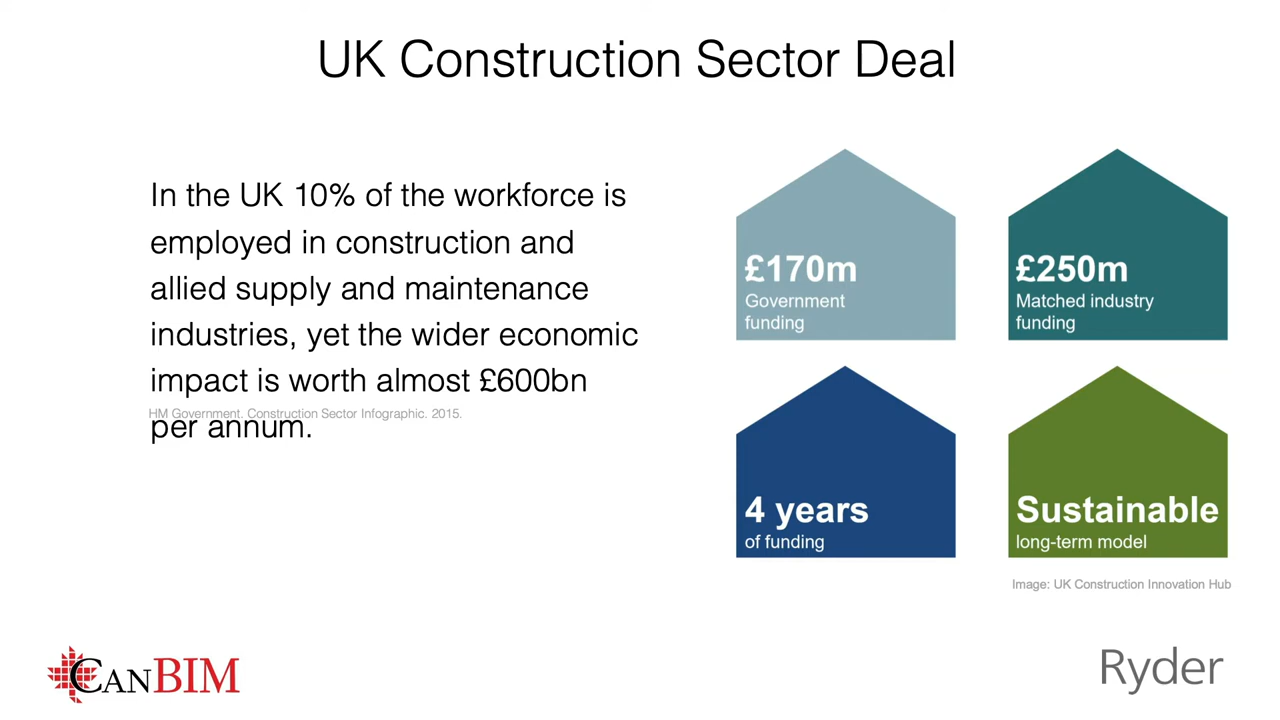 UK Construction Sector Deal
In the UK 10% of the workforce is
employed in construction and
allied supply and maintenance
industries, yet the wider economic
impact is worth almost £600bn
HM Government. Construction Sector Infographic. 2015.
per annum.
£170m
Government
funding
£250m
Matched industry
funding
4 years
of funding
Sustainable
long-term model
Image: UK Construction Innovation Hub
CANBIM
Ryder